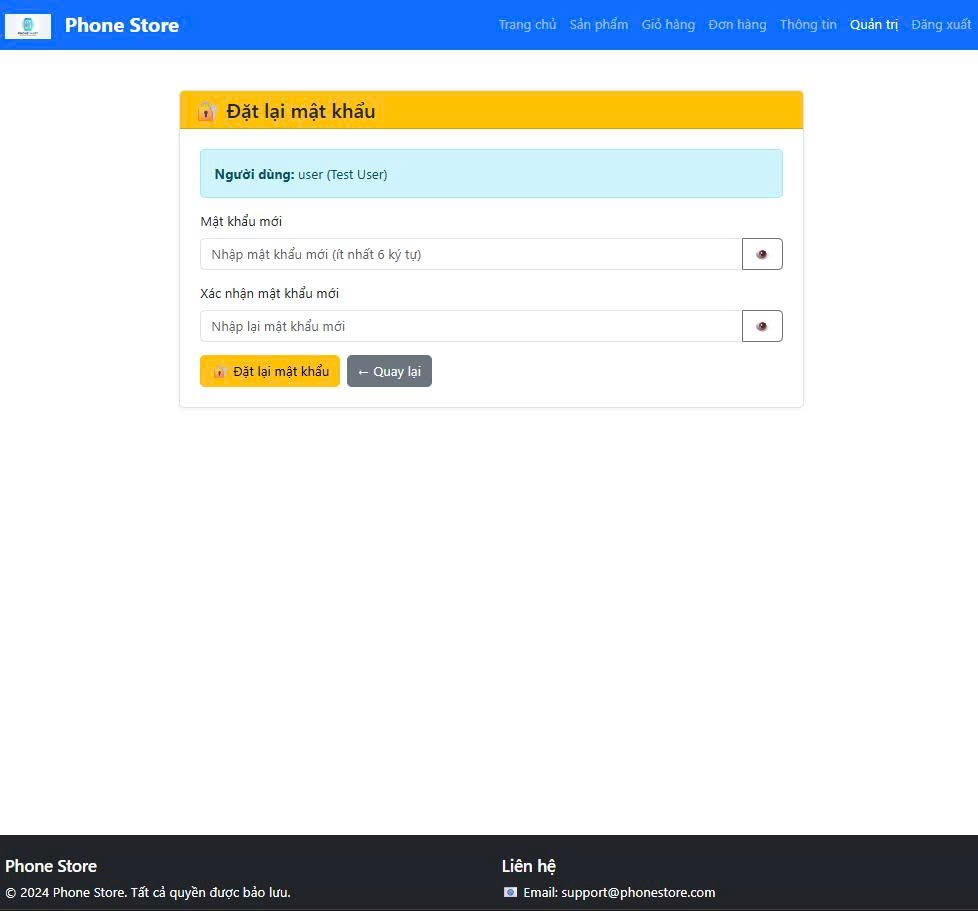 Phone Store
Trang chủ Sản phẩm Giỏ hàng Đơn hàng Thông tin Quản trị Đăng xuất
Đặt lại mật khẩu
Người dùng: user (Test User)
Mật khẩu mới
Nhập mật khẩu mới (ít nhất 6 ký tự)
Xác nhận mật khẩu mới
Nhập lại mật khẩu mới
Đặt lại mật khẩu
← Quay lại
Phone Store
© 2024 Phone Store. Tất cả quyền được bảo lưu.
Liên hệ
Email: support@phonestore.com